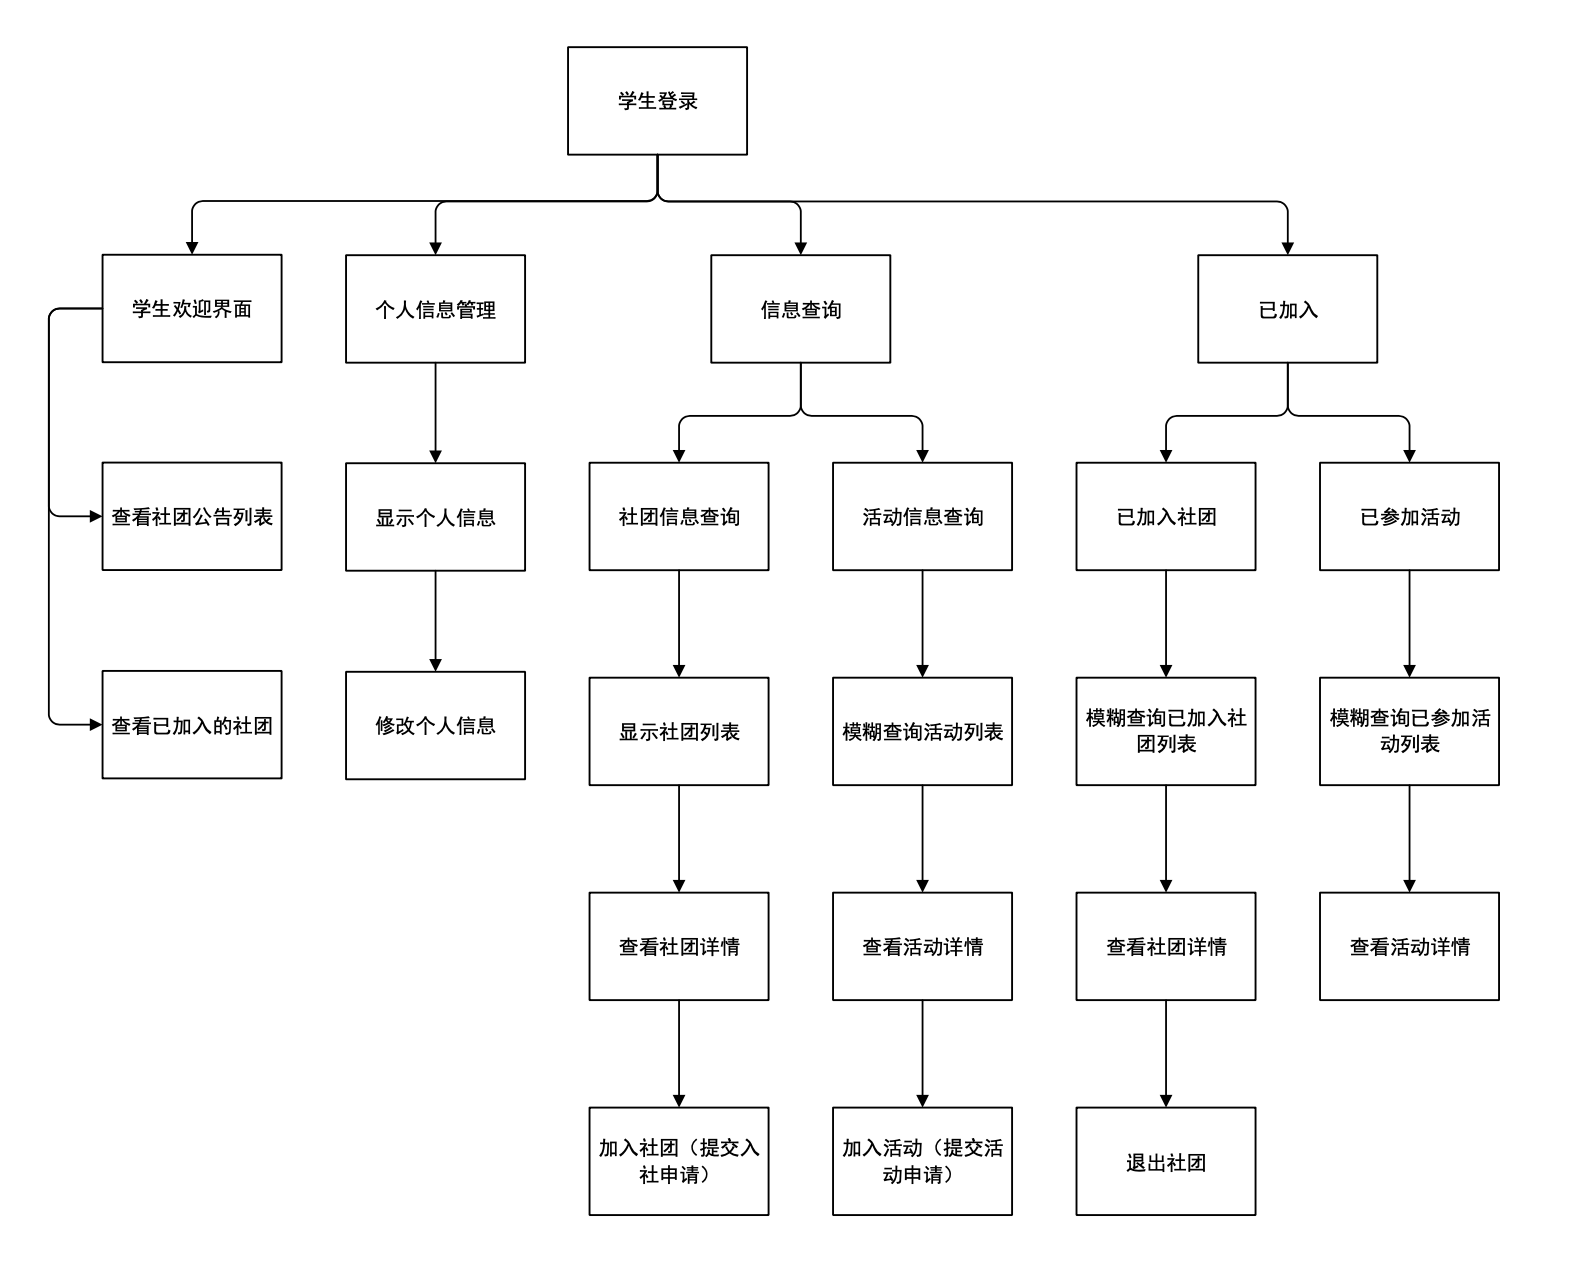 学生登录
学生欢迎界面
个人信息管理
信息查询
已加入
查看社团公告列表
显示个人信息
社团信息查询
活动信息查询
已加入社团
已参加活动
查看已加入的社团
修改个人信息
显示社团列表
模糊查询活动列表
模糊查询已加入社
团列表
模糊查询已参加活
动列表
查看社团详情
查看活动详情
查看社团详情
查看活动详情
加入社团（提交入
社申请）
加入活动（提交活
动申请）
退出社团